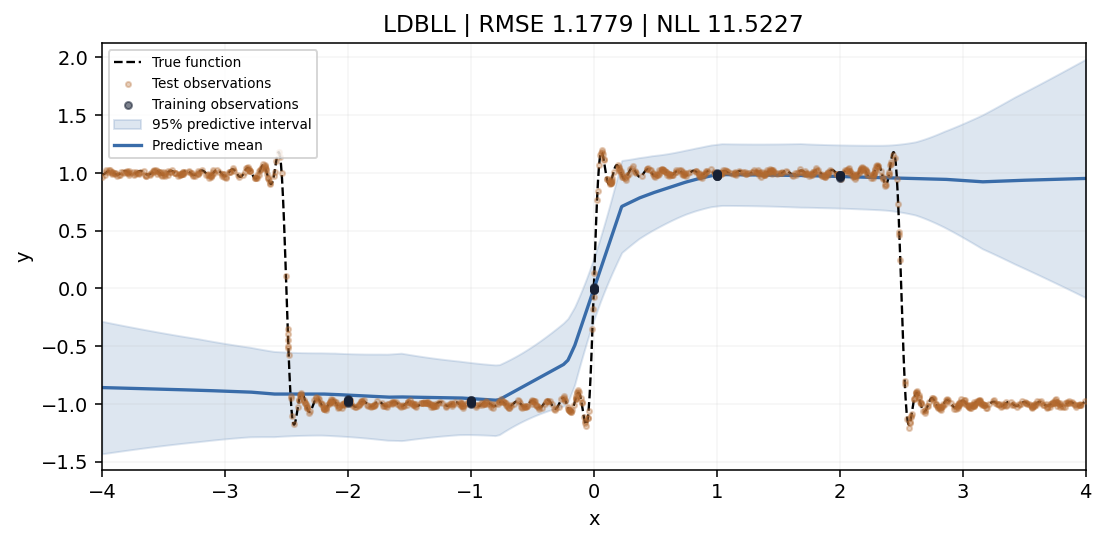 LDBLL | RMSE 1.1779 | NLL 11.5227
True function
Test observations
Training observations
95% predictive interval
Predictive mean
2.0
1.5
1.0
0.5
0.0
−0.5
−1.0
−1.5
y
−4 −3 −2 −1 0 1 2 3 4
x